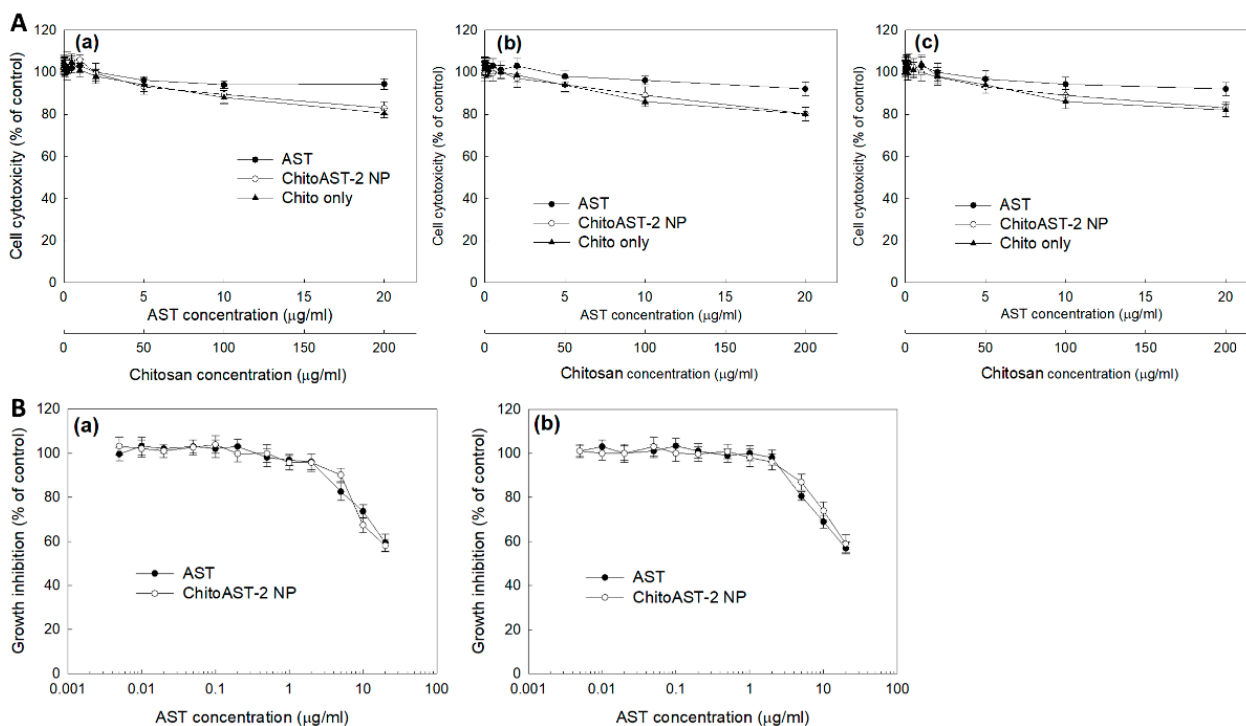 A
(a)
Cell cytotoxicity (% of control)
120
100
80
60
40
20
0
AST
ChitoAST-2 NP
Chito only
0 5 10 15 20
AST concentration (μg/ml)
0 50 100 150 200
Chitosan concentration (μg/ml)
(b)
Cell cytotoxicity (% of control)
120
100
80
60
40
20
0
AST
ChitoAST-2 NP
Chito only
0 5 10 15 20
AST concentration (μg/ml)
0 50 100 150 200
Chitosan concentration (μg/ml)
(c)
Cell cytotoxicity (% of control)
120
100
80
60
40
20
0
AST
ChitoAST-2 NP
Chito only
0 5 10 15 20
AST concentration (μg/ml)
0 50 100 150 200
Chitosan concentration (μg/ml)
B
(a)
Growth inhibition (% of control)
120
100
80
60
40
20
0
AST
ChitoAST-2 NP
0.001 0.01 0.1 1 10 100
AST concentration (μg/ml)
(b)
Growth inhibition (% of control)
120
100
80
60
40
20
0
AST
ChitoAST-2 NP
0.001 0.01 0.1 1 10 100
AST concentration (μg/ml)